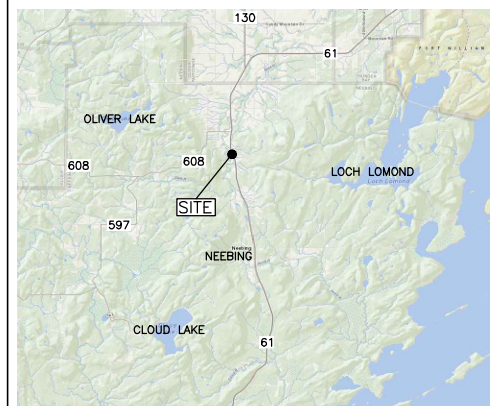 130
61
FORT WILLIAM
OLIVER LAKE
608
608
LOCH LOMOND
Loch Lomond
SITE
597
Neebing
NEEBING
CLOUD LAKE
61